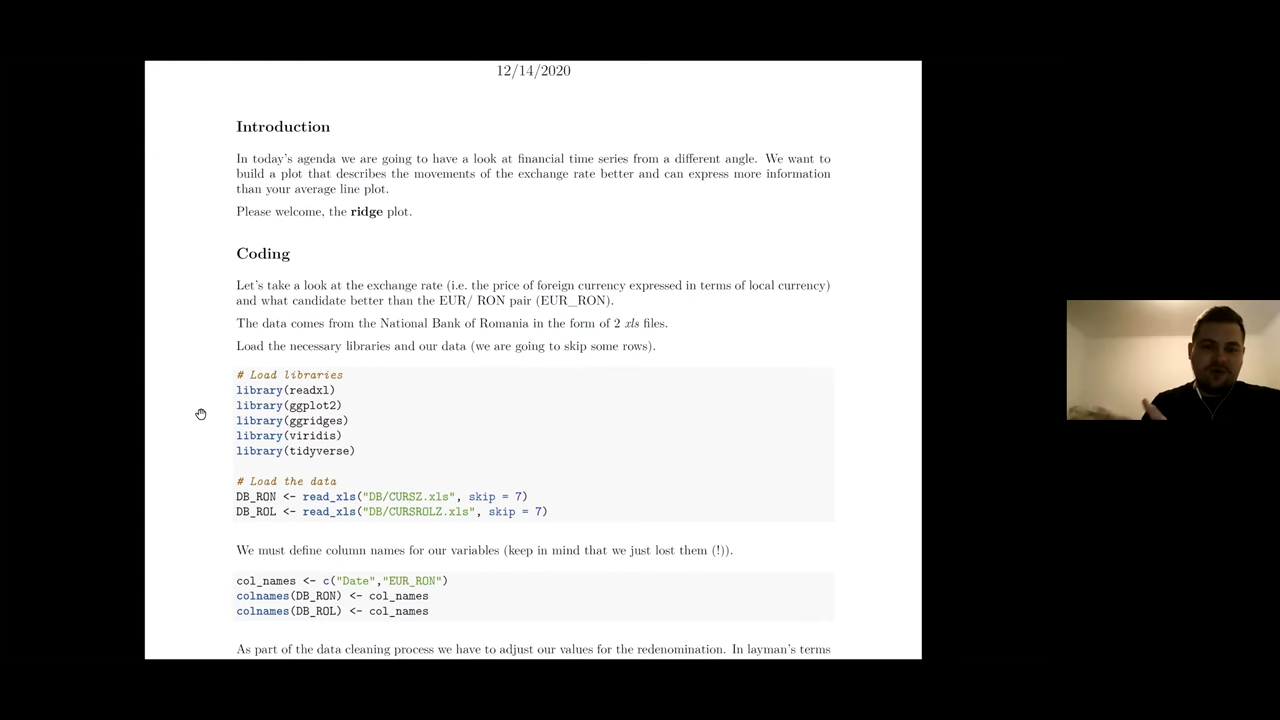 12/14/2020
Introduction
In today's agenda we are going to have a look at financial time series from a different angle. We want to
build a plot that describes the movements of the exchange rate better and can express more information
than your average line plot.
Please welcome, the ridge plot.
Coding
Let's take a look at the exchange rate (i.e. the price of foreign currency expressed in terms of local currency)
and what candidate better than the EUR/ RON pair (EUR_RON).
The data comes from the National Bank of Romania in the form of 2 xls files.
Load the necessary libraries and our data (we are going to skip some rows).
# Load libraries
library(readxl)
library(ggplot2)
library(ggridges)
library(viridis)
library(tidyverse)
# Load the data
DB_RON <- read_xls("DB/CURSZ.xls", skip = 7)
DB_ROL <- read_xls("DB/CURSROLZ.xls", skip = 7)
We must define column names for our variables (keep in mind that we just lost them (!)).
col_names <- c("Date","EUR_RON")
colnames(DB_RON) <- col_names
colnames(DB_ROL) <- col_names
As part of the data cleaning process we have to adjust our values for the redenomination. In layman's terms